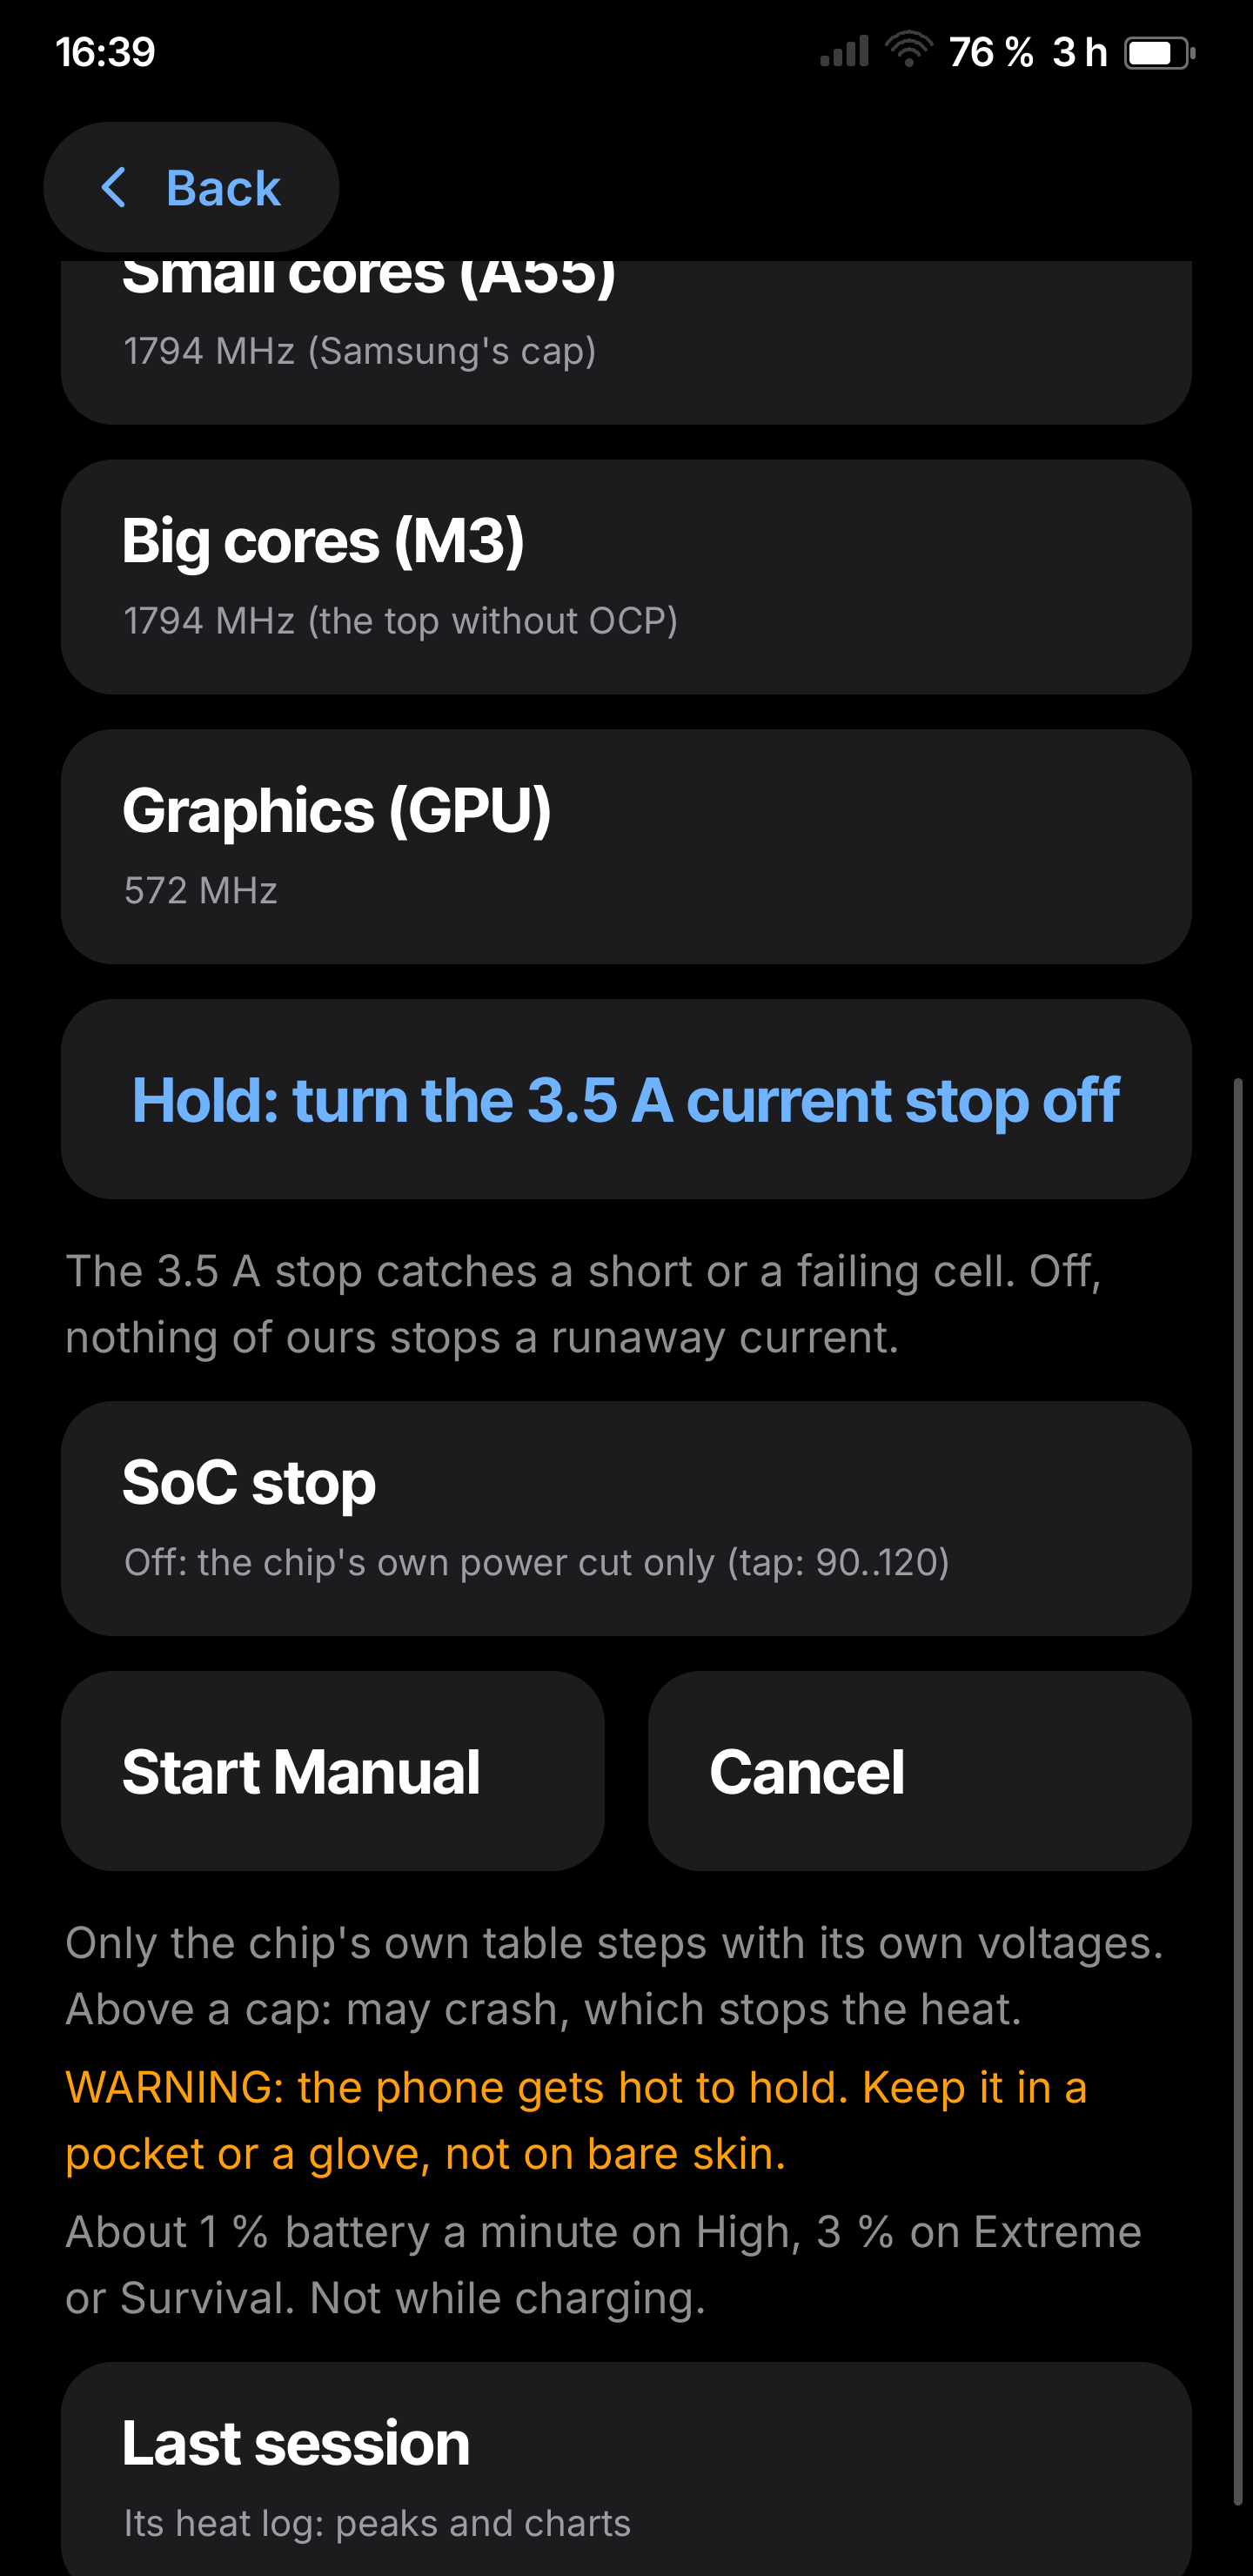 16:39
76 % 3 h
Back
Small cores (A55)
1794 MHz (Samsung's cap)
Big cores (M3)
1794 MHz (the top without OCP)
Graphics (GPU)
572 MHz
Hold: turn the 3.5 A current stop off
The 3.5 A stop catches a short or a failing cell. Off,
nothing of ours stops a runaway current.
SoC stop
Off: the chip's own power cut only (tap: 90..120)
Start Manual
Cancel
Only the chip's own table steps with its own voltages.
Above a cap: may crash, which stops the heat.
WARNING: the phone gets hot to hold. Keep it in a
pocket or a glove, not on bare skin.
About 1 % battery a minute on High, 3 % on Extreme
or Survival. Not while charging.
Last session
Its heat log: peaks and charts